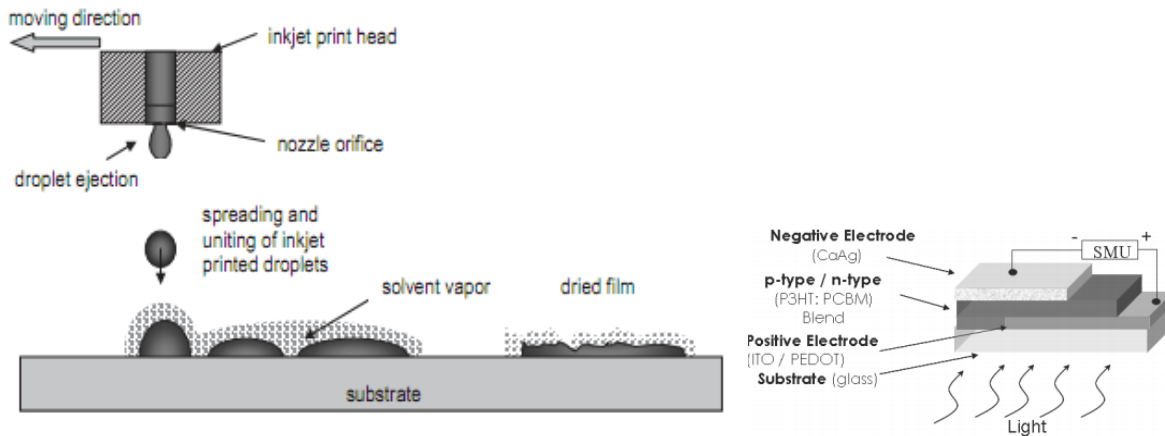 moving direction
inkjet print head
nozzle orifice
droplet ejection
spreading and
uniting of inkjet
printed droplets
solvent vapor
dried film
substrate
Negative Electrode
(CaAg)
p-type / n-type
(P3HT: PCBM)
Blend
Positive Electrode
(ITO / PEDOT)
Substrate (glass)
- SMU +
Light